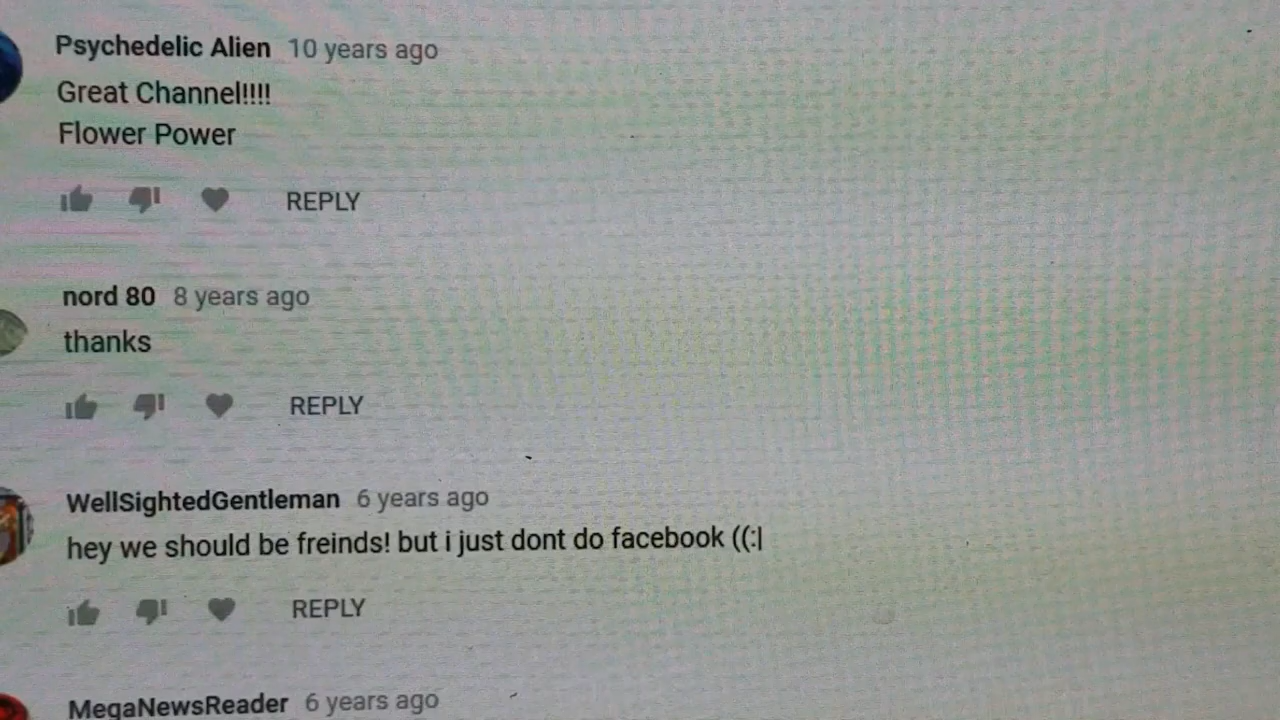 Psychedelic Alien 10 years ago
Great Channel!!!!
Flower Power
REPLY
nord 80 8 years ago
thanks
REPLY
WellSightedGentleman 6 years ago
hey we should be freinds! but i just dont do facebook ((:|
REPLY
MegaNewsReader 6 years ago